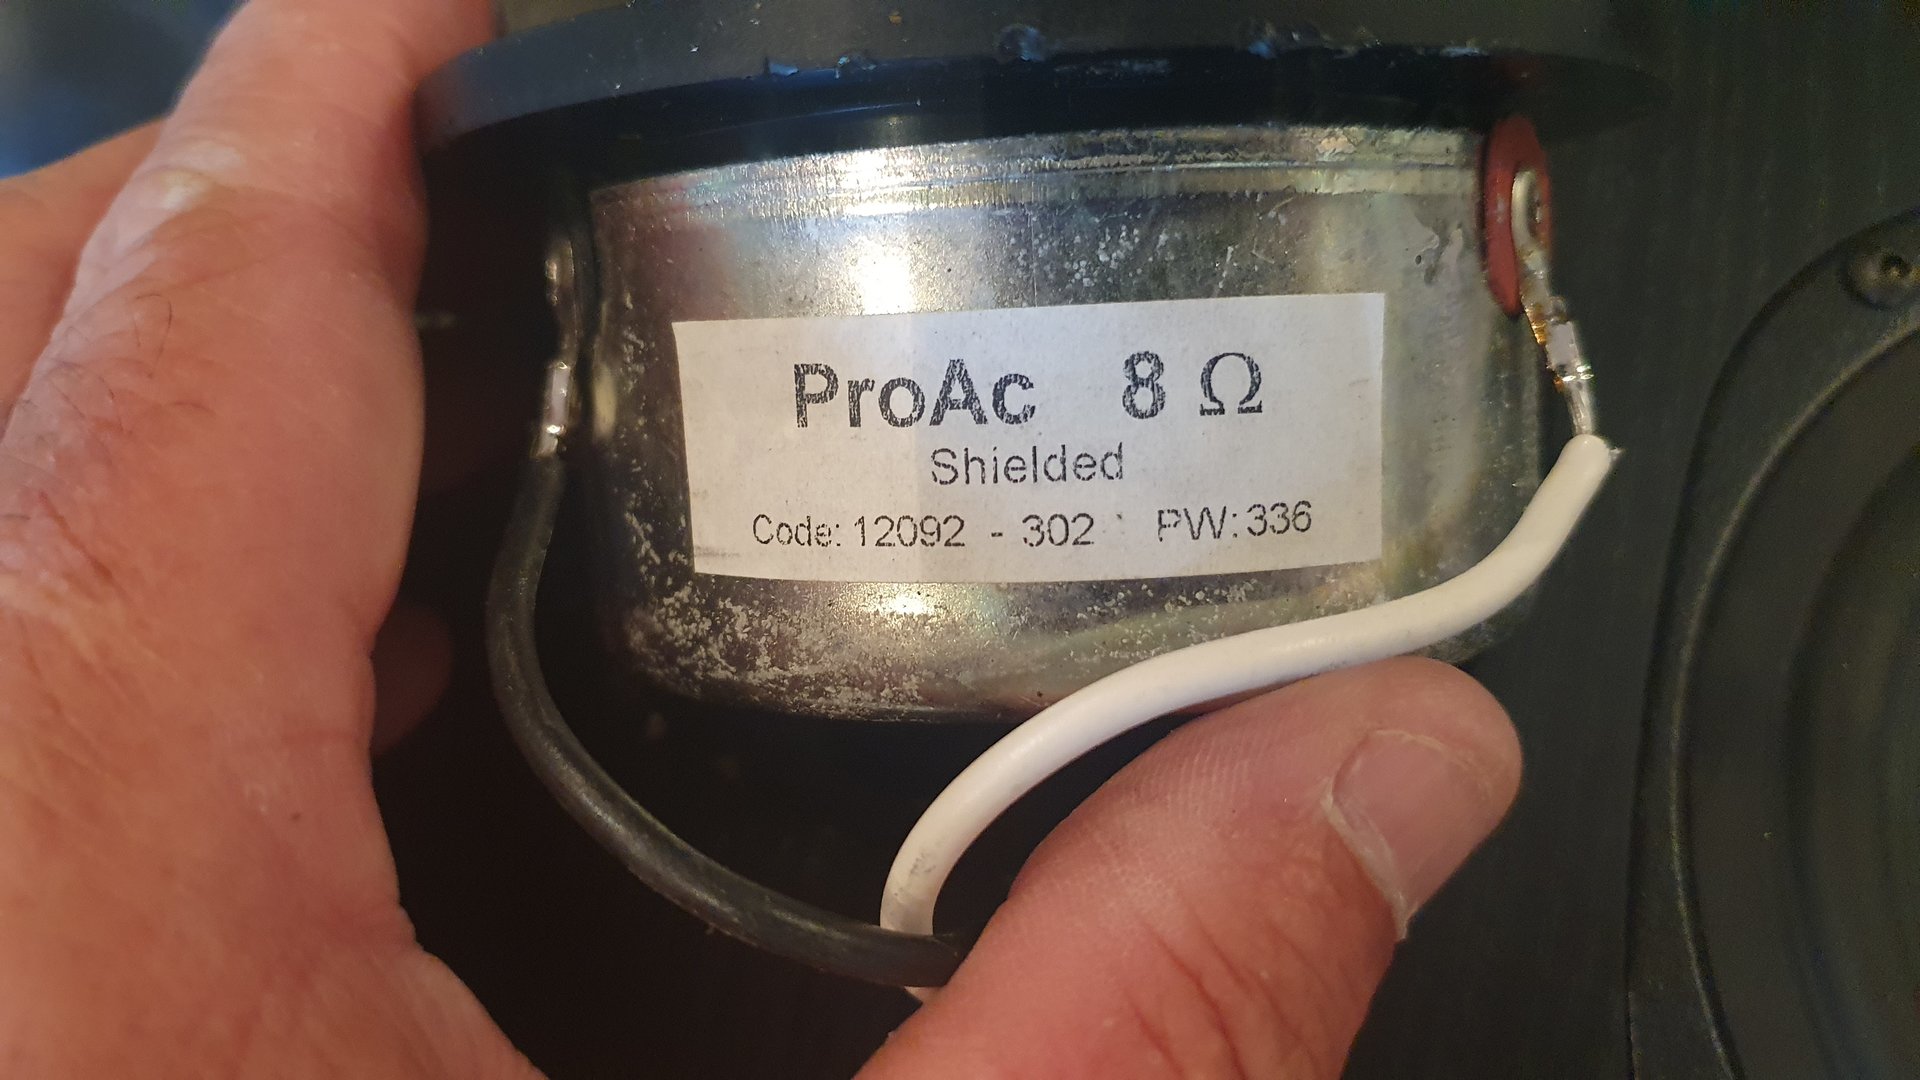 ProAc 8 Ω
Shielded
Code: 12092 - 302 PW:336